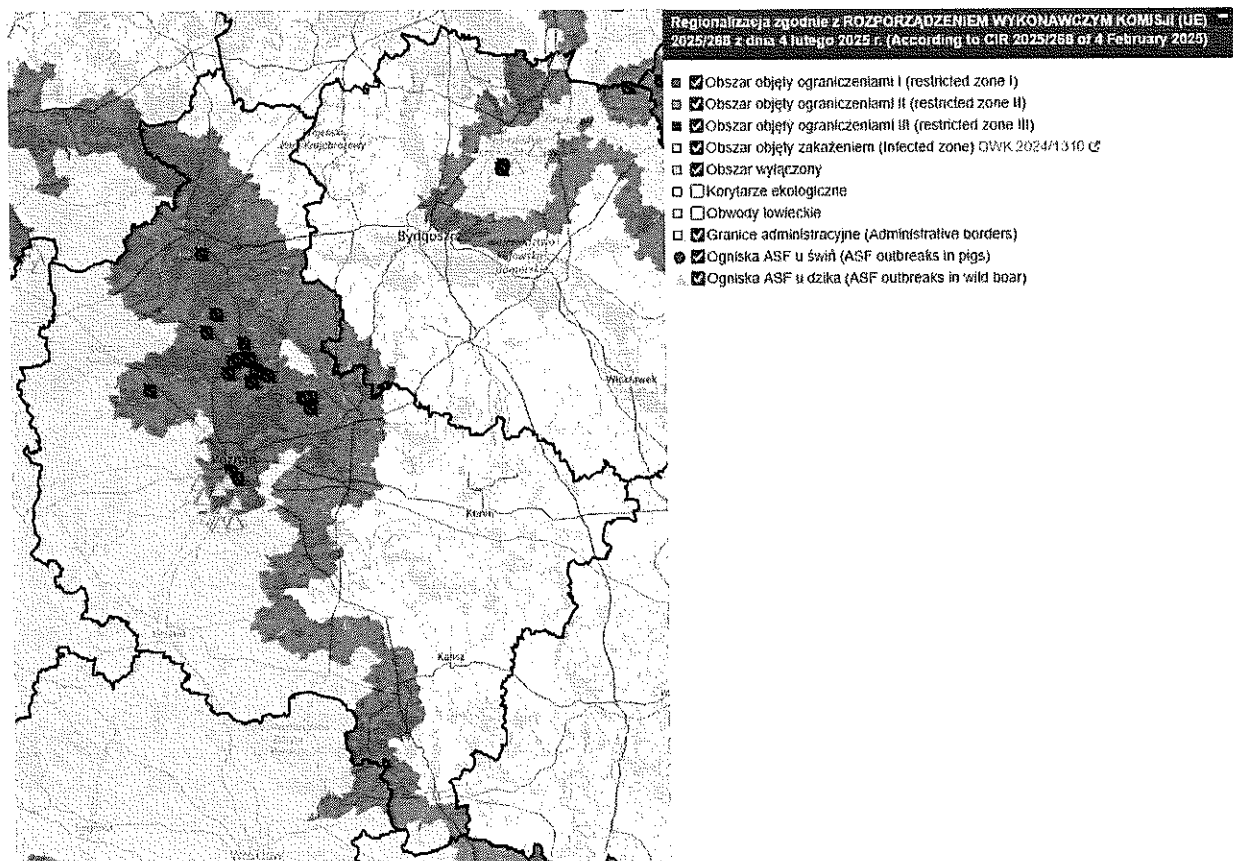 Regionalizacja zgodnie z ROZPORZĄDZENIEM WYKONAWCZYM KOMISJI (UE)
2025/268 z dnia 4 lutego 2025 r. (According to CIR 2025/268 of 4 February 2025)
Obszar objęty ograniczeniami I (restricted zone I)
Obszar objęty ograniczeniami II (restricted zone II)
Obszar objęty ograniczeniami III (restricted zone III)
Obszar objęty zakażeniem (Infected zone) DWK 2024/1310
Obszar wyłączony
Korytarze ekologiczne
Obwody łowieckie
Granice administracyjne (Administrative borders)
Ogniska ASF u świń (ASF outbreaks in pigs)
Ogniska ASF u dzika (ASF outbreaks in wild boar)
Bydgoszcz
Włocławek
Poznań
Konin
Kalisz